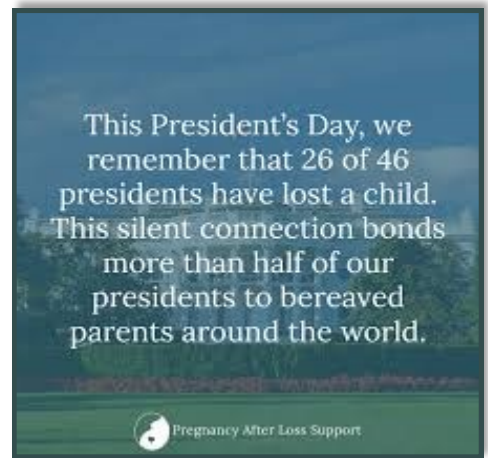 This President's Day, we
remember that 26 of 46
presidents have lost a child.
This silent connection bonds
more than half of our
presidents to bereaved
parents around the world.
Pregnancy After Loss Support